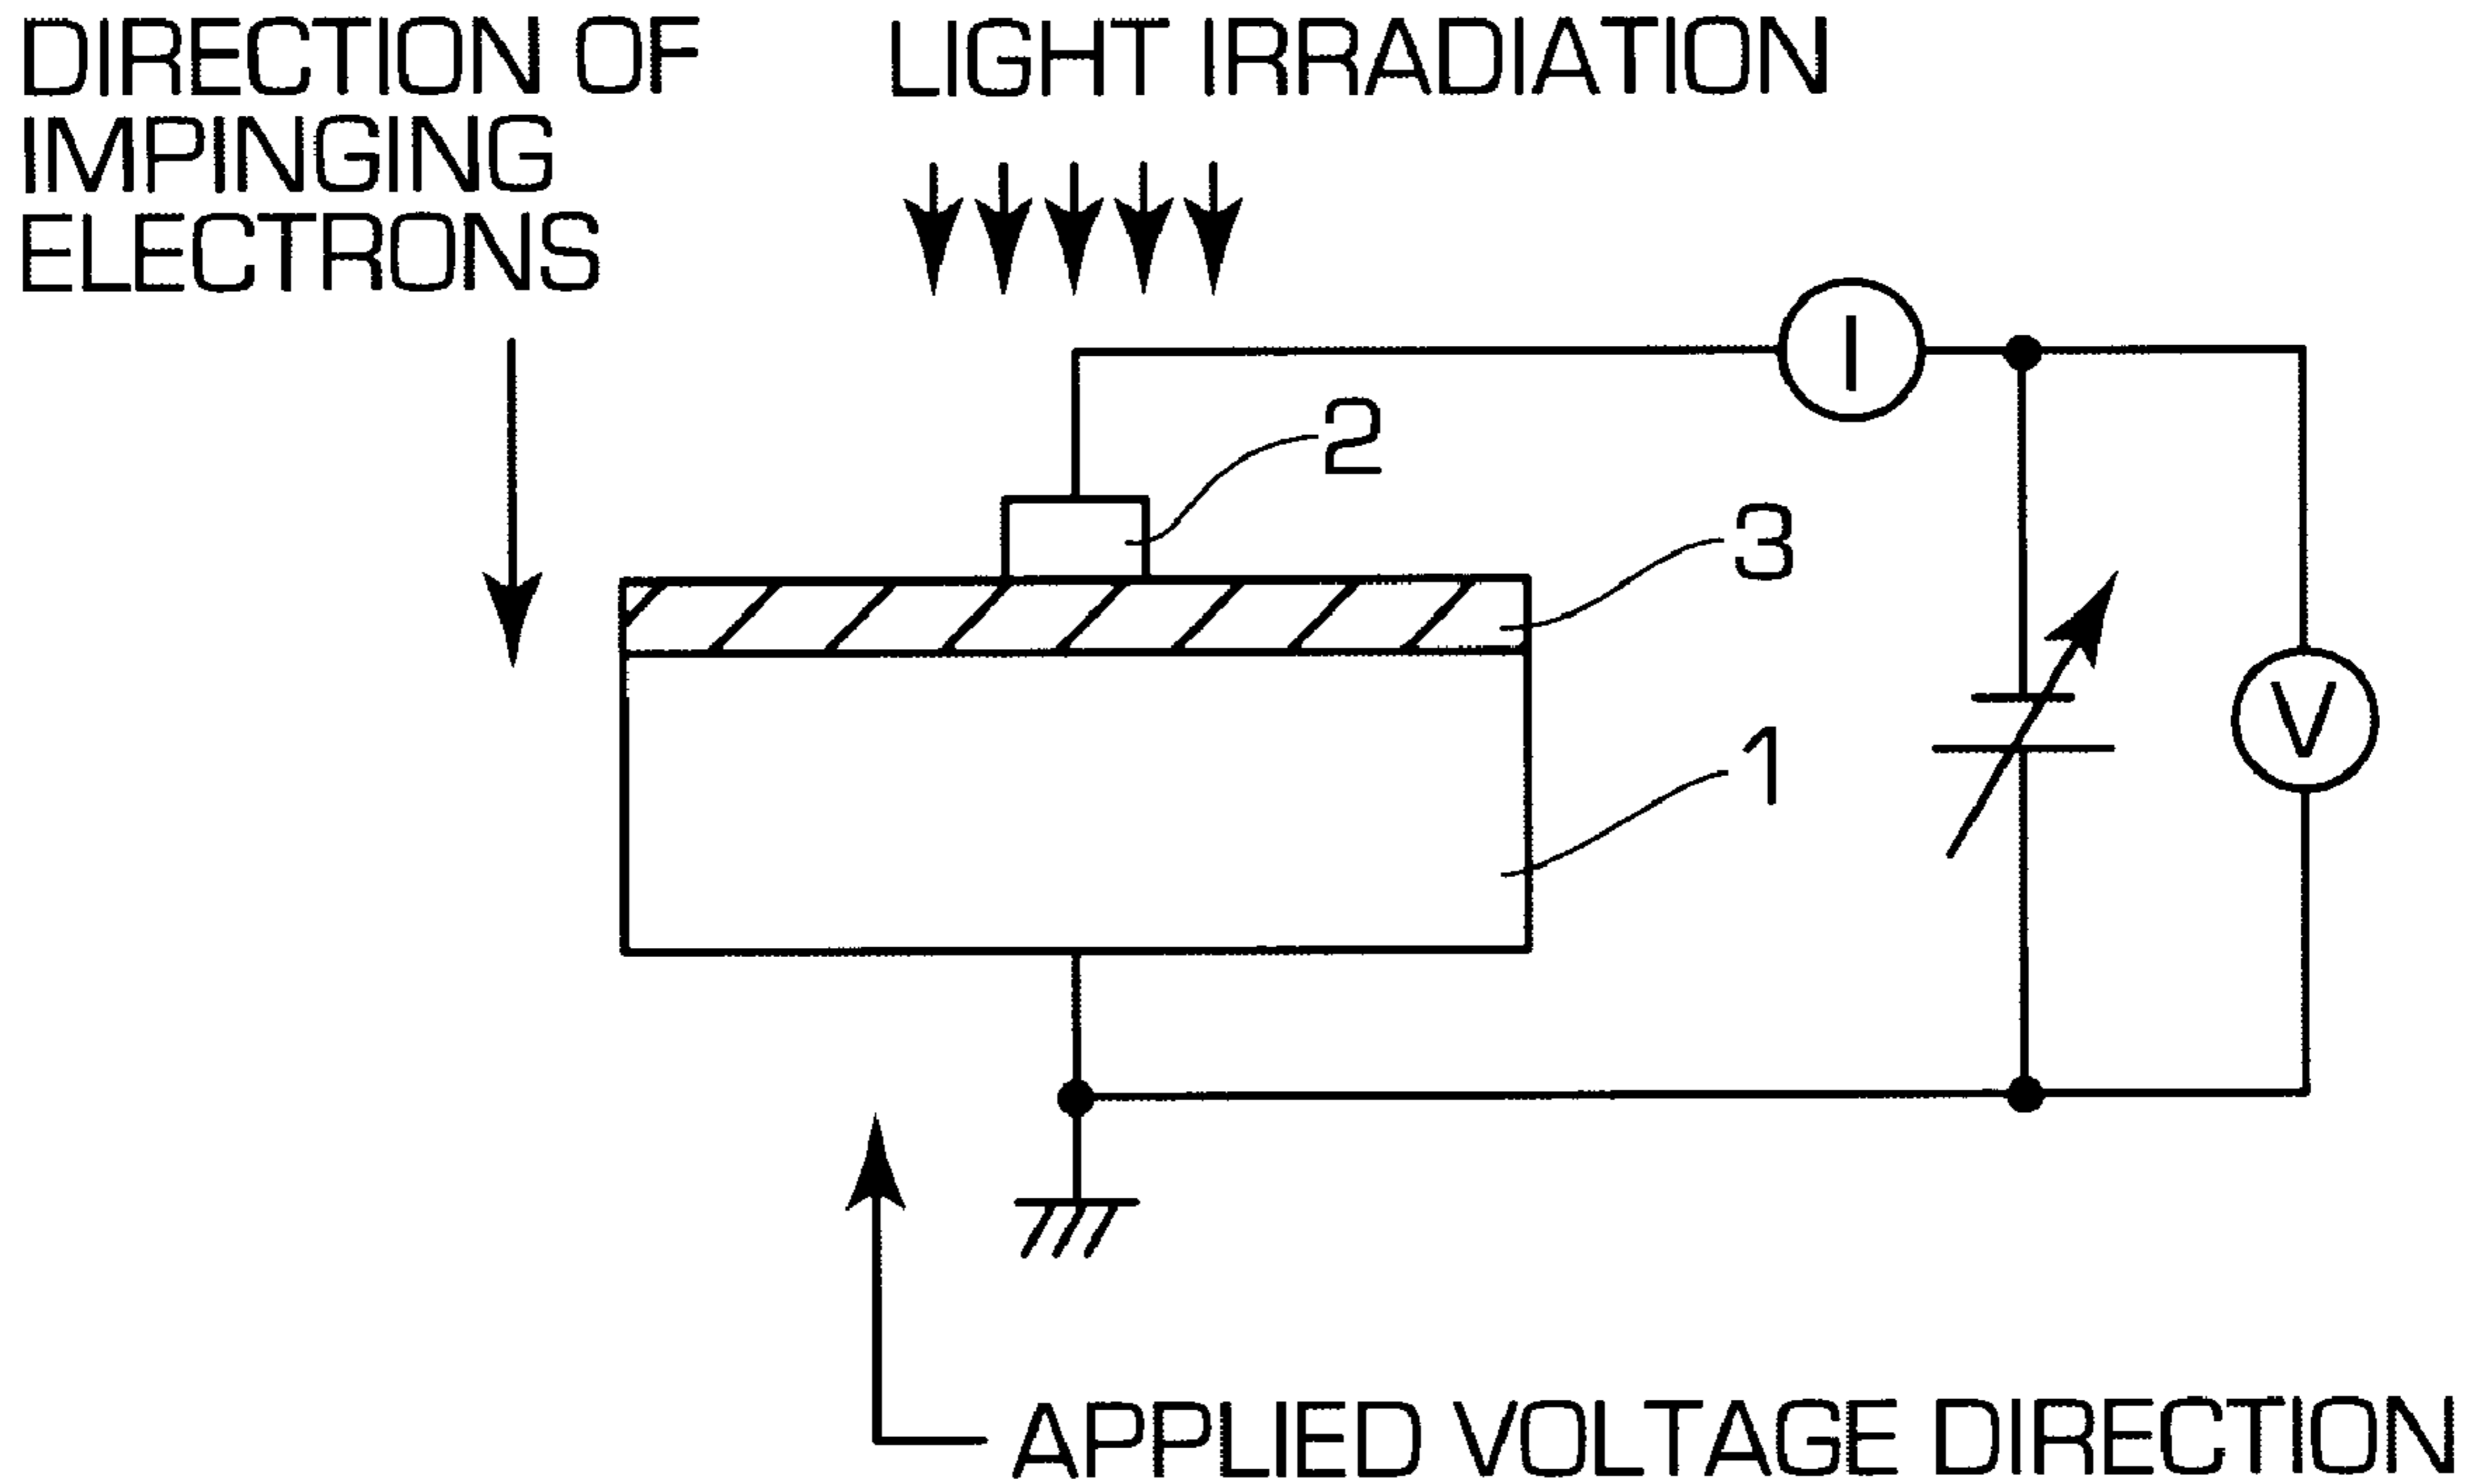 DIRECTION OF
IMPINGING
ELECTRONS
LIGHT IRRADIATION
I
2
3
V
1
APPLIED VOLTAGE DIRECTION